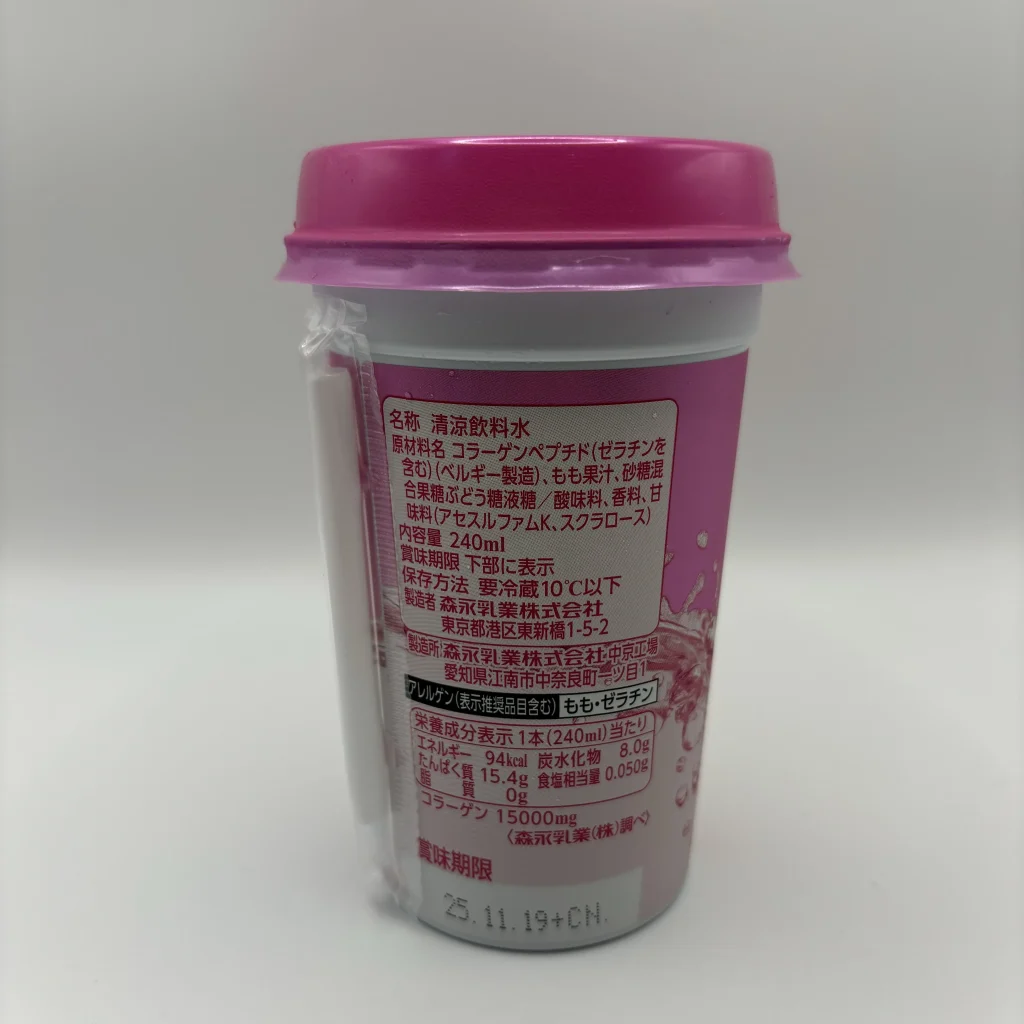 名称 清涼飲料水
原材料名 コラーゲンペプチド(ゼラチンを
含む)(ベルギー製造)、もも果汁、砂糖混
合果糖ぶどう糖液糖/酸味料、香料、甘
味料(アセスルファムK、スクラロース)
内容量 240ml
賞味期限 下部に表示
保存方法 要冷蔵10℃以下
製造者 森永乳業株式会社
東京都港区東新橋1-5-2
製造所 森永乳業株式会社中京工場
愛知県江南市中奈良町一ツ目1
アレルゲン(表示推奨品目含む) もも・ゼラチン
栄養成分表示 1本(240ml)当たり
エネルギー 94kcal 炭水化物 8.0g
たんぱく質 15.4g 食塩相当量 0.050g
脂質 0g
コラーゲン 15000mg
〈森永乳業(株)調べ〉
賞味期限
25.11.19+CN.